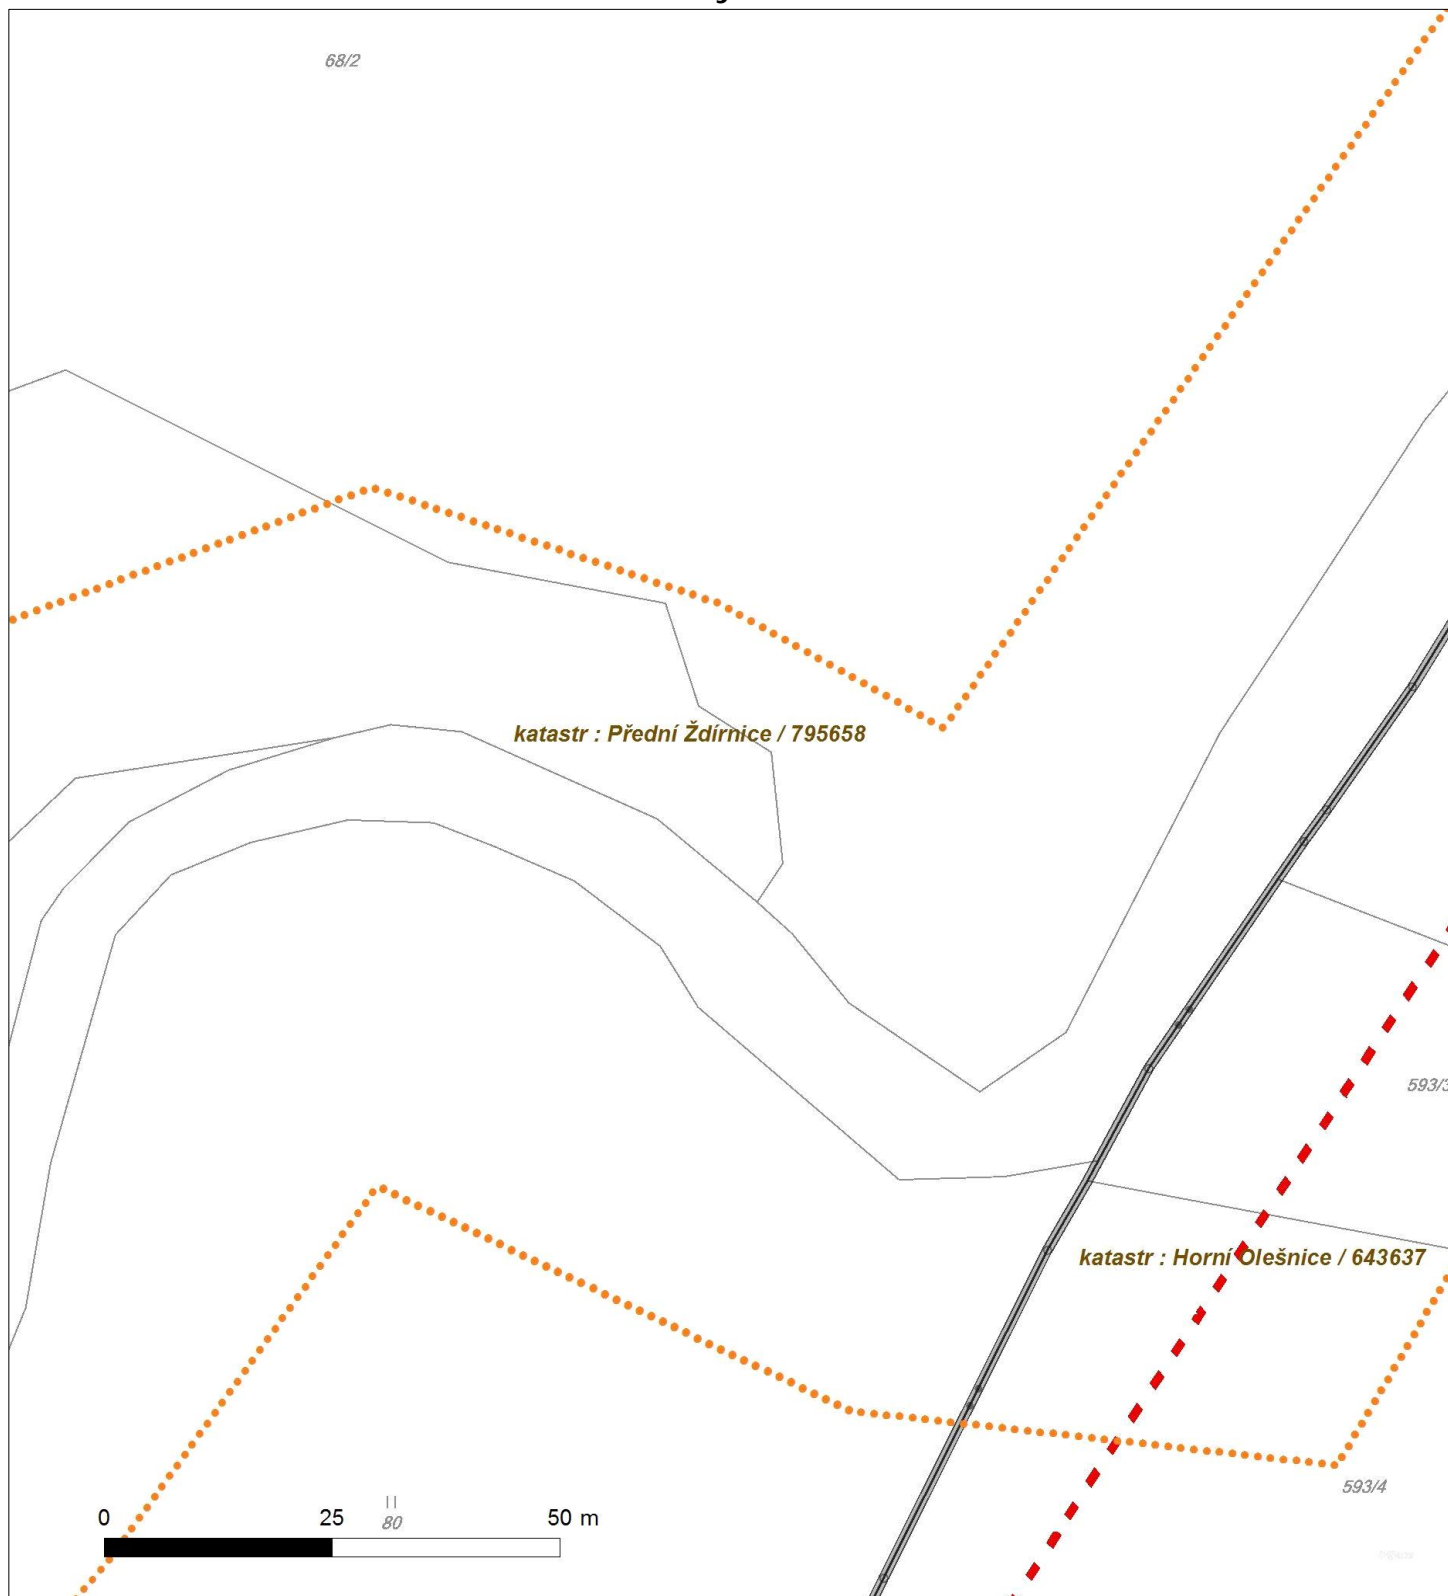 68/2
katastr : Přední Ždírnice / 795658
593/3
katastr : Horní Olešnice / 643637
593/4
0 25 50 m
80